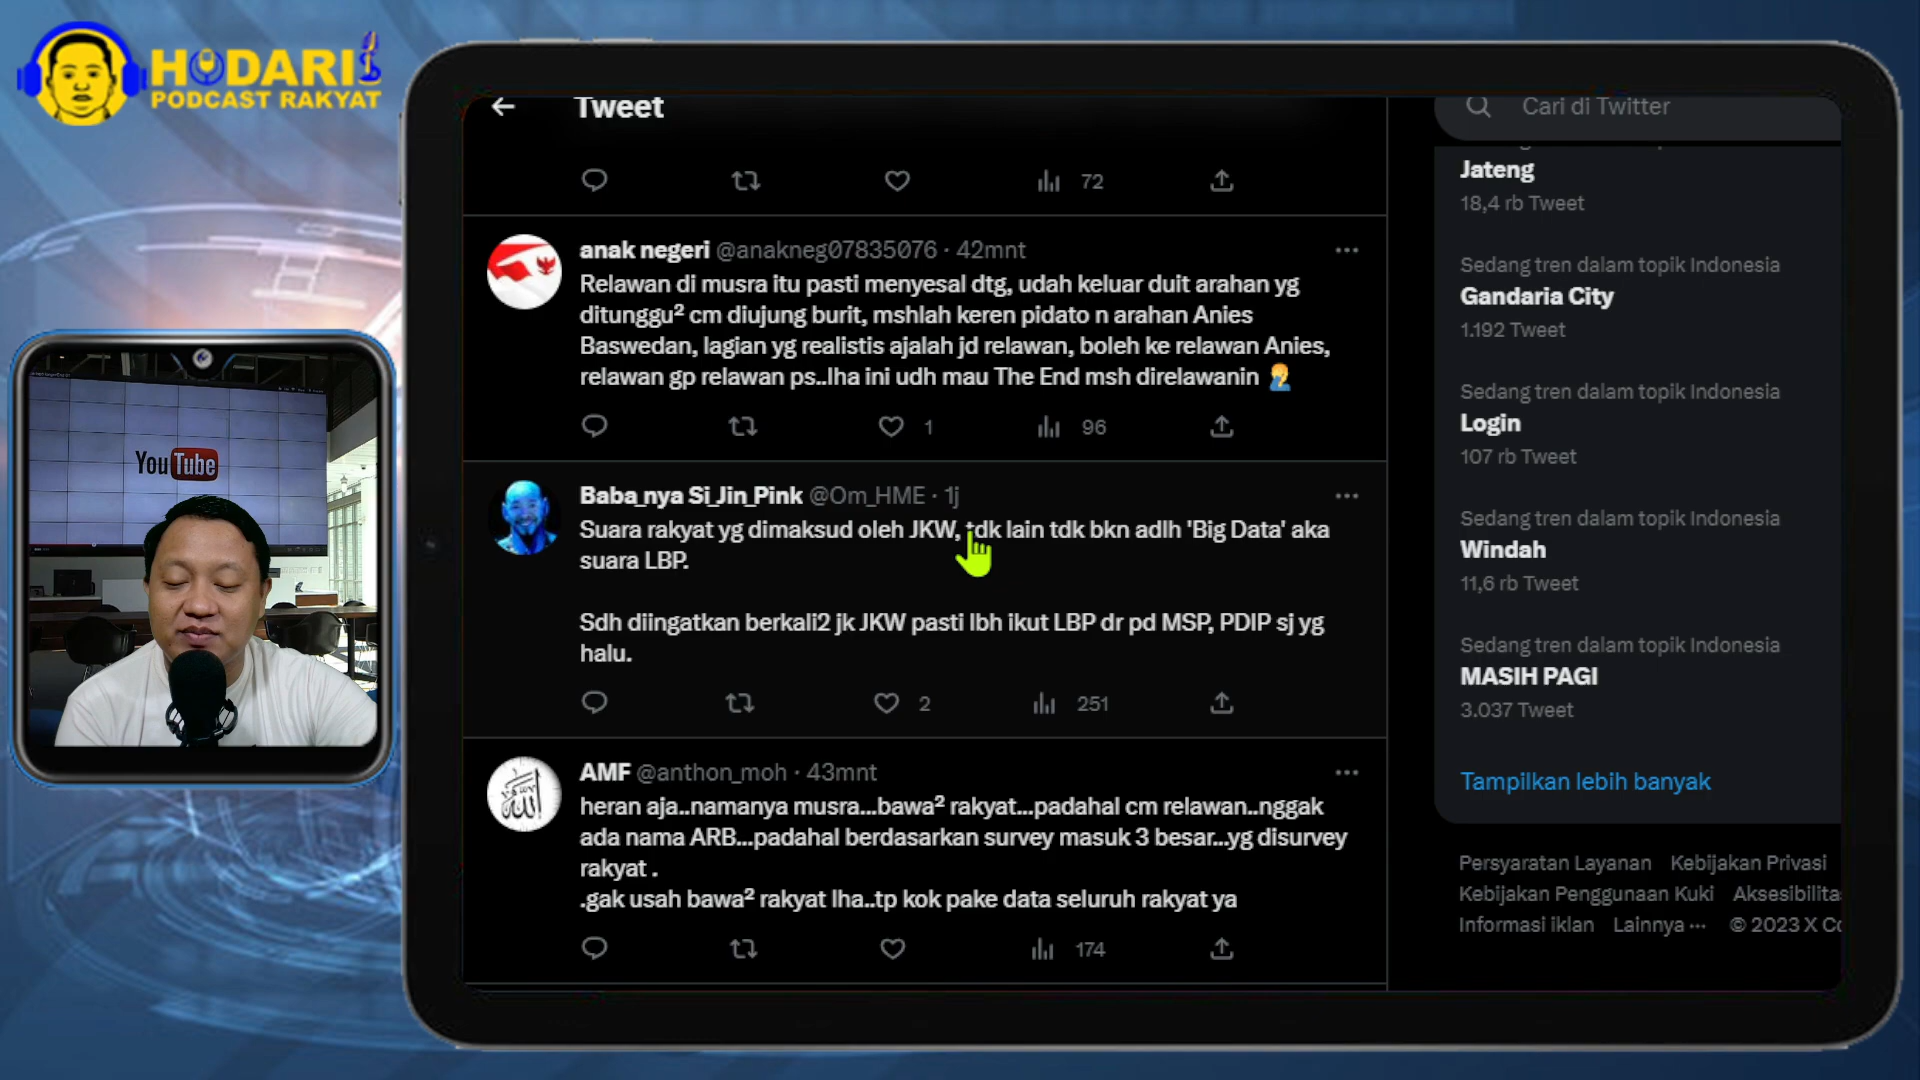 HODARI
PODCAST RAKYAT
YouTube
Tweet
72
anak negeri @anakneg07835076 · 42mnt
Relawan di musra itu pasti menyesal dtg, udah keluar duit arahan yg
ditunggu² cm diujung burit, mshlah keren pidato n arahan Anies
Baswedan, lagian yg realistis ajalah jd relawan, boleh ke relawan Anies,
relawan gp relawan ps..lha ini udh mau The End msh direlawanin 🤦‍♂️
1 96
Baba_nya Si_Jin_Pink @Om_HME · 1j
Suara rakyat yg dimaksud oleh JKW, tdk lain tdk bkn adlh 'Big Data' aka
suara LBP.
Sdh diingatkan berkali2 jk JKW pasti lbh ikut LBP dr pd MSP, PDIP sj yg
halu.
2 251
AMF @anthon_moh · 43mnt
heran aja..namanya musra...bawa² rakyat...padahal cm relawan..nggak
ada nama ARB...padahal berdasarkan survey masuk 3 besar...yg disurvey
rakyat .
.gak usah bawa² rakyat lha..tp kok pake data seluruh rakyat ya
174
Cari di Twitter
Jateng
18,4 rb Tweet
Sedang tren dalam topik Indonesia
Gandaria City
1.192 Tweet
Sedang tren dalam topik Indonesia
Login
107 rb Tweet
Sedang tren dalam topik Indonesia
Windah
11,6 rb Tweet
Sedang tren dalam topik Indonesia
MASIH PAGI
3.037 Tweet
Tampilkan lebih banyak
Persyaratan Layanan Kebijakan Privasi
Kebijakan Penggunaan Kuki Aksesibilita
Informasi iklan Lainnya ··· © 2023 X Co